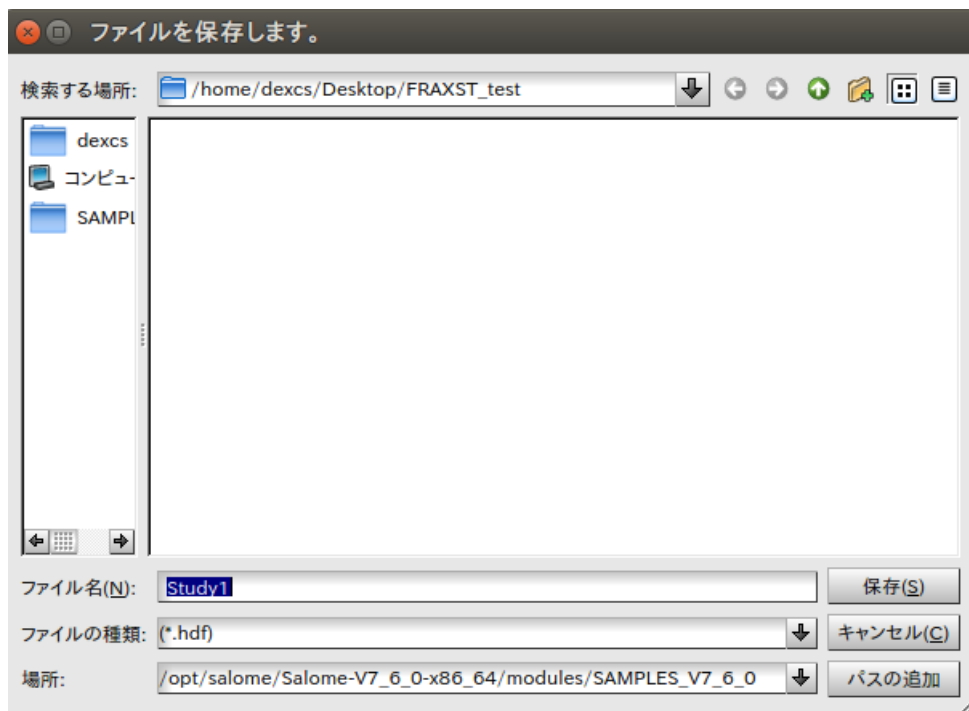 ファイルを保存します。
検索する場所: /home/dexcs/Desktop/FRAXST_test
dexcs
コンピュー
SAMPL
ファイル名(N): Study1 保存(S)
ファイルの種類: (*.hdf) キャンセル(C)
場所: /opt/salome/Salome-V7_6_0-x86_64/modules/SAMPLES_V7_6_0 パスの追加